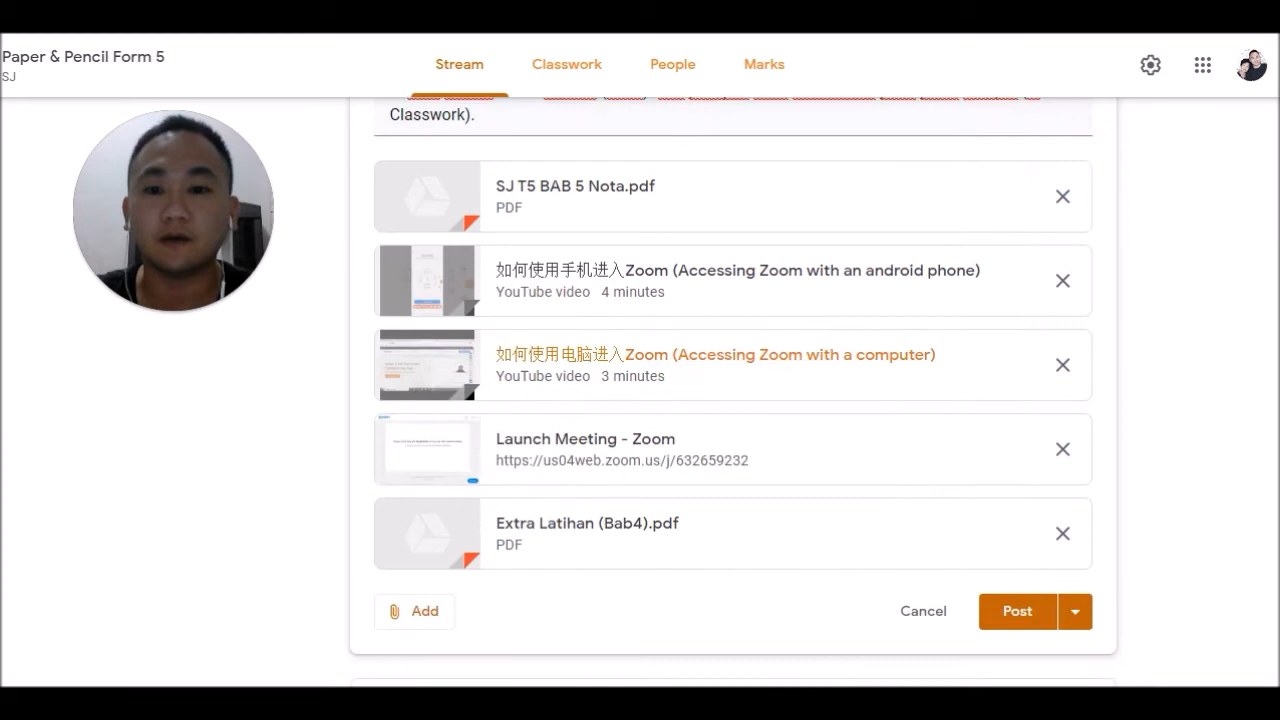 Paper & Pencil Form 5
SJ
Stream
Classwork
People
Marks
Classwork).
SJ T5 BAB 5 Nota.pdf
PDF
如何使用手机进入Zoom (Accessing Zoom with an android phone)
YouTube video 4 minutes
如何使用电脑进入Zoom (Accessing Zoom with a computer)
YouTube video 3 minutes
Launch Meeting - Zoom
https://us04web.zoom.us/j/632659232
Extra Latihan (Bab4).pdf
PDF
Add
Cancel
Post